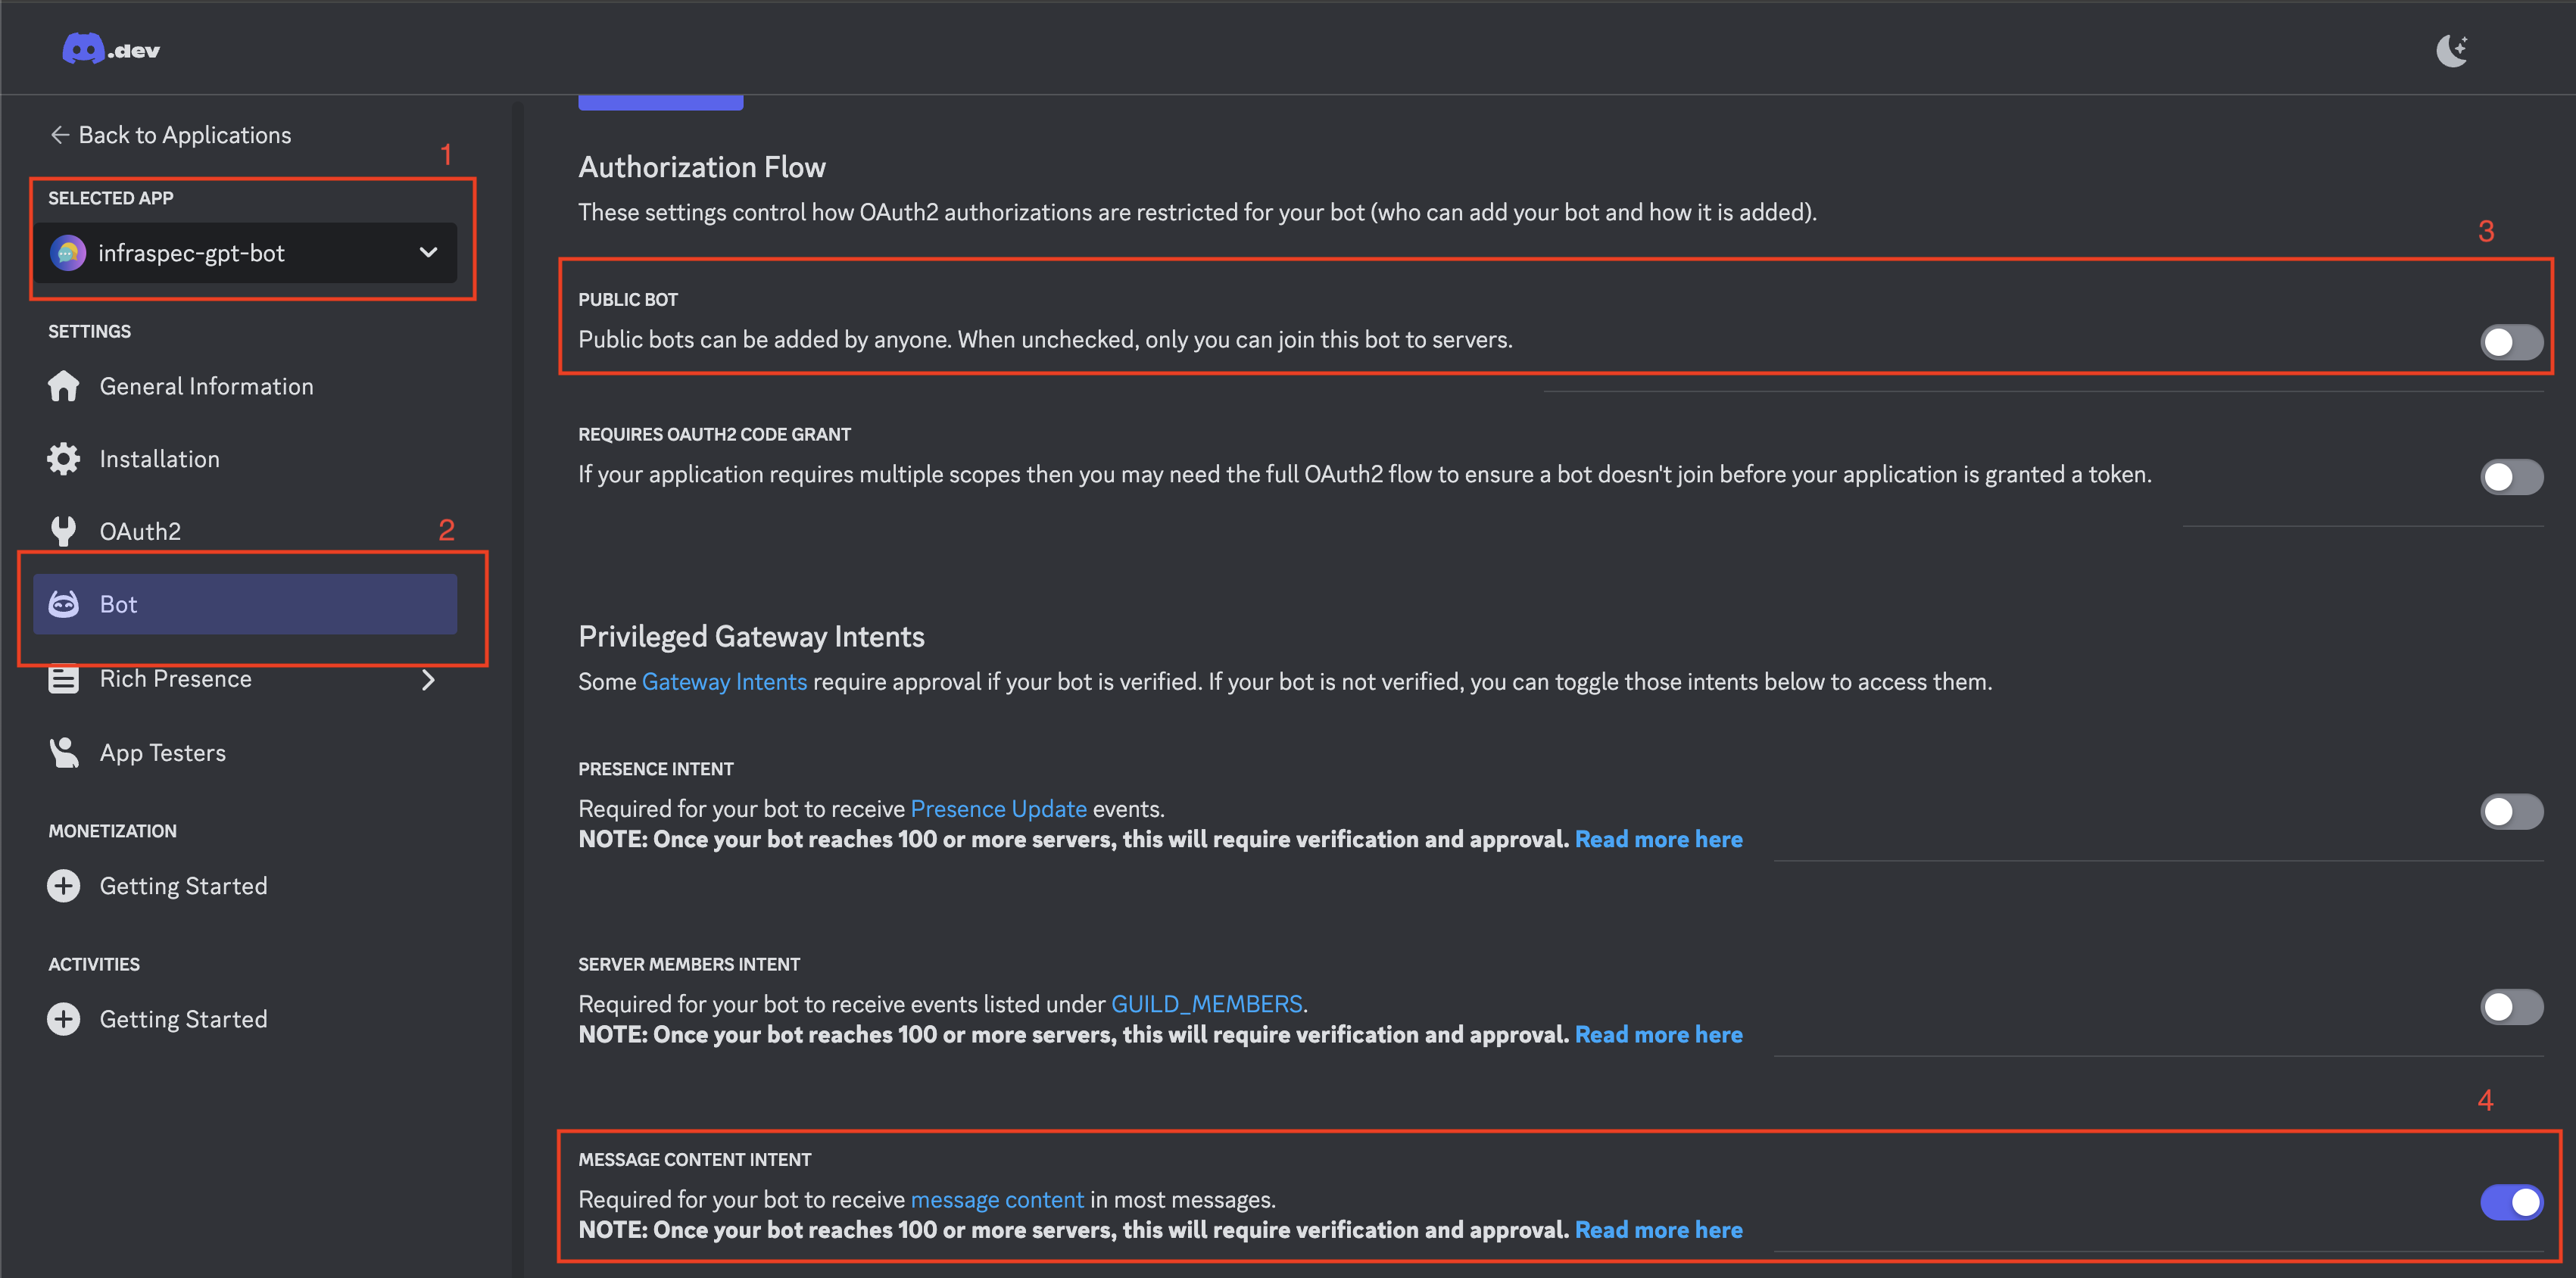 .dev
Back to Applications
1
SELECTED APP
infraspec-gpt-bot
SETTINGS
General Information
Installation
OAuth2
2
Bot
Rich Presence
App Testers
MONETIZATION
Getting Started
ACTIVITIES
Getting Started
Authorization Flow
These settings control how OAuth2 authorizations are restricted for your bot (who can add your bot and how it is added).
3
PUBLIC BOT
Public bots can be added by anyone. When unchecked, only you can join this bot to servers.
REQUIRES OAUTH2 CODE GRANT
If your application requires multiple scopes then you may need the full OAuth2 flow to ensure a bot doesn't join before your application is granted a token.
Privileged Gateway Intents
Some Gateway Intents require approval if your bot is verified. If your bot is not verified, you can toggle those intents below to access them.
PRESENCE INTENT
Required for your bot to receive Presence Update events.
NOTE: Once your bot reaches 100 or more servers, this will require verification and approval. Read more here
SERVER MEMBERS INTENT
Required for your bot to receive events listed under GUILD_MEMBERS.
NOTE: Once your bot reaches 100 or more servers, this will require verification and approval. Read more here
4
MESSAGE CONTENT INTENT
Required for your bot to receive message content in most messages.
NOTE: Once your bot reaches 100 or more servers, this will require verification and approval. Read more here